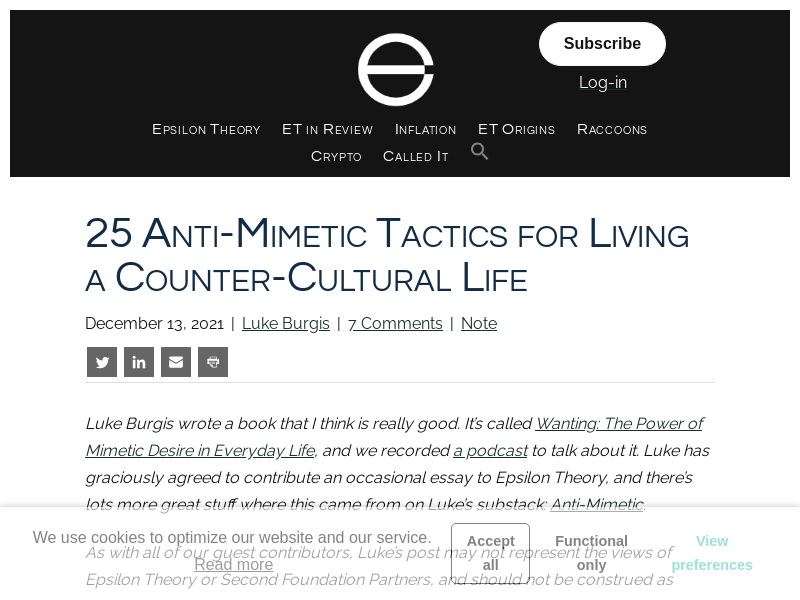 Subscribe
Log-in
Epsilon Theory ET in Review Inflation ET Origins Raccoons
Crypto Called It
25 Anti-Mimetic Tactics for Living
a Counter-Cultural Life
December 13, 2021 | Luke Burgis | 7 Comments | Note
Luke Burgis wrote a book that I think is really good. It's called Wanting: The Power of
Mimetic Desire in Everyday Life, and we recorded a podcast to talk about it. Luke has
graciously agreed to contribute an occasional essay to Epsilon Theory, and there's
lots more great stuff where this came from on Luke's substack: Anti-Mimetic.
As with all of our guest contributors, Luke's post may not represent the views of
Epsilon Theory or Second Foundation Partners, and should not be construed as
We use cookies to optimize our website and our service.
Read more
Accept
all
Functional
only
View
preferences